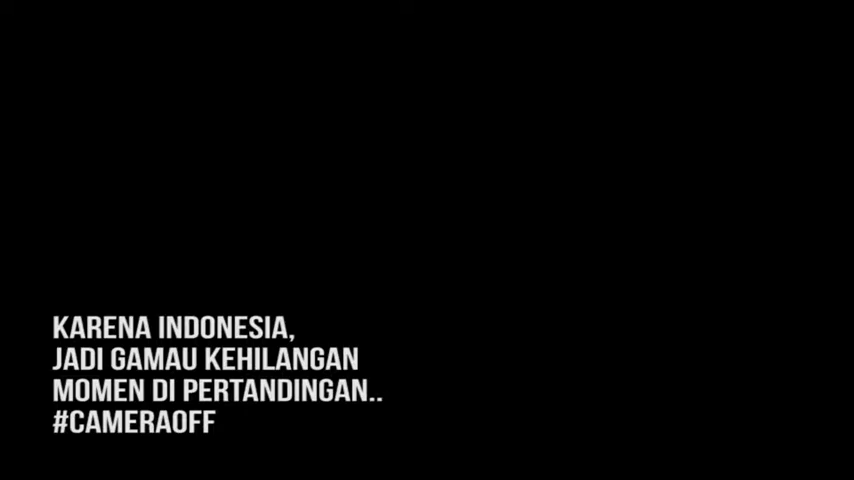 KARENA INDONESIA,
JADI GAMAU KEHILANGAN
MOMEN DI PERTANDINGAN..
#CAMERAOFF